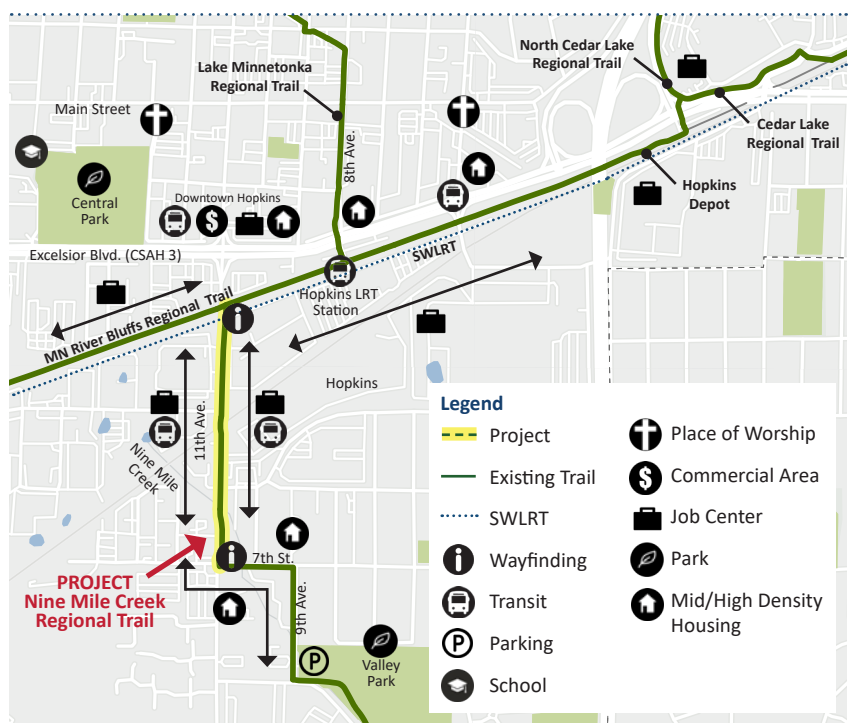 Lake Minnetonka
Regional Trail
North Cedar Lake
Regional Trail
Main Street
8th Ave.
Cedar Lake
Regional Trail
Hopkins
Depot
Central
Park
Downtown Hopkins
Excelsior Blvd. (CSAH 3)
SWLRT
Hopkins LRT
Station
MN River Bluffs Regional Trail
Hopkins
11th Ave.
Nine Mile
Creek
7th St.
PROJECT
Nine Mile Creek
Regional Trail
9th Ave.
P
Valley
Park
Legend
Project
Existing Trail
SWLRT
Wayfinding
Transit
P
Parking
School
Place of Worship
$
Commercial Area
Job Center
Park
Mid/High Density
Housing